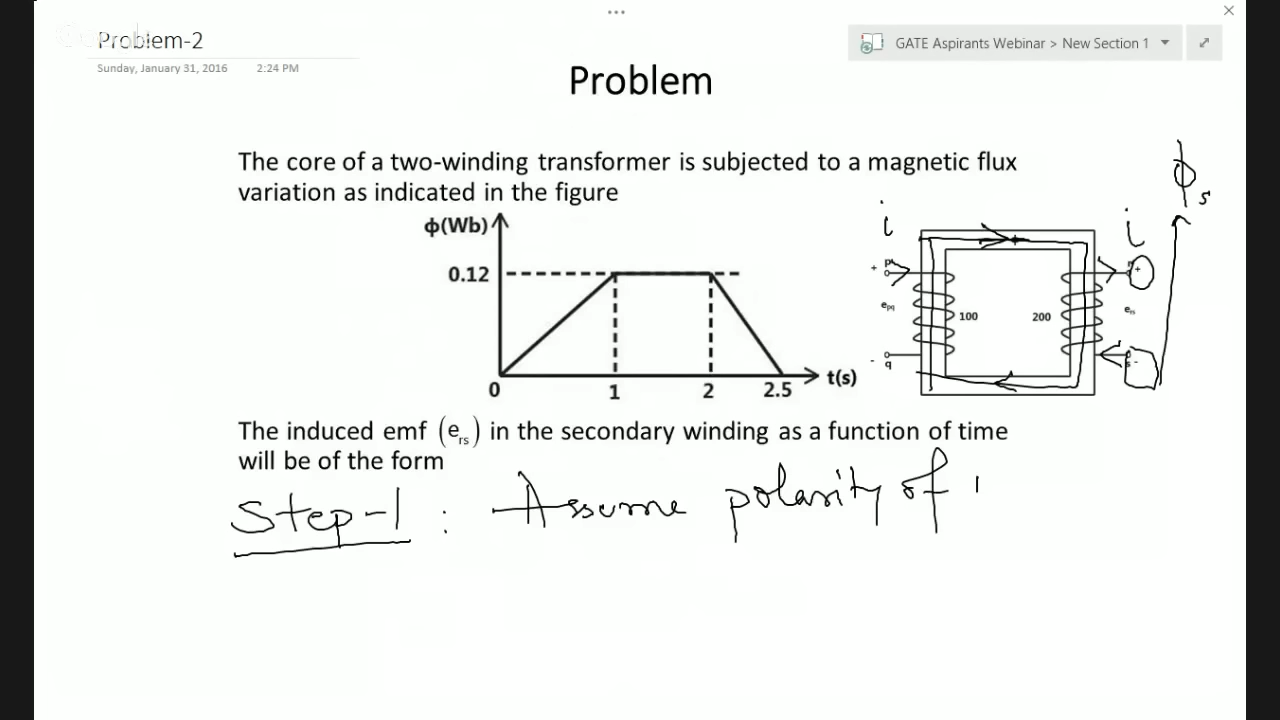 Problem-2
Sunday, January 31, 2016 2:24 PM
GATE Aspirants Webinar > New Section 1
Problem
The core of a two-winding transformer is subjected to a magnetic flux
variation as indicated in the figure
ϕ(Wb)
0.12
0 1 2 2.5 t(s)
i
i
ϕs
+ p
r +
e_pq
100
200
e_rs
- q
s -
The induced emf (e_rs) in the secondary winding as a function of time
will be of the form
Step-1 : Assume polarity of